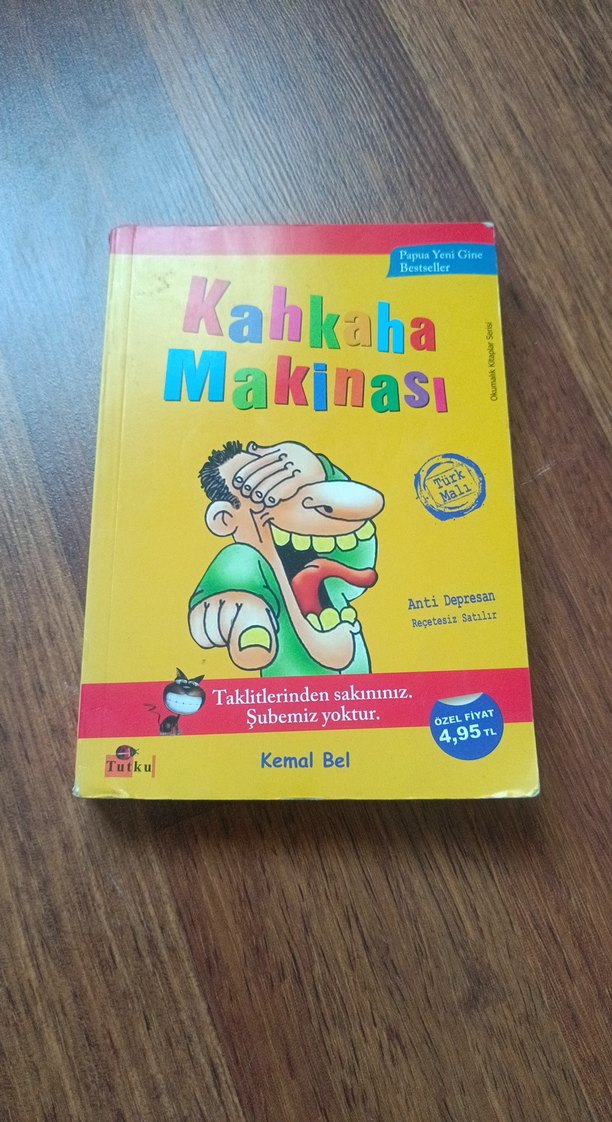 Papua Yeni Gine
Bestseller
Kahkaha
Makinası
Okumalık Kitaplar Serisi
Türk
Malı
Anti Depresan
Reçetesiz Satılır
Taklitlerinden sakınınız.
Şubemiz yoktur.
ÖZEL FİYAT
4,95 TL
Tutku
Kemal Bel